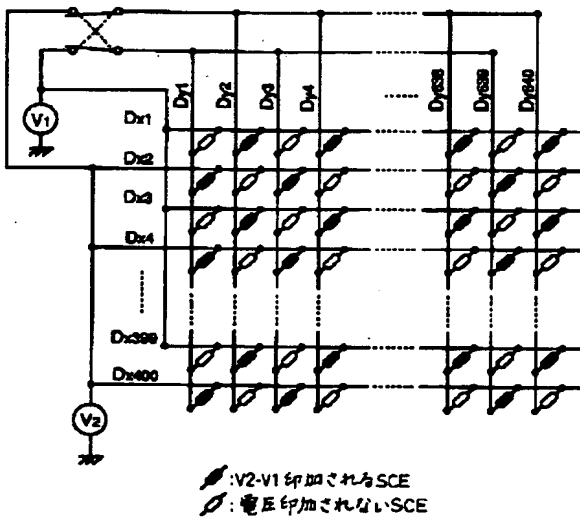 Dy1
Dy2
Dy3
Dy4
Dy638
Dy639
Dy640
V1
Dx1
Dx2
Dx3
Dx4
Dx399
Dx400
V2
:V2-V1 印加されるSCE
:電圧印加されないSCE